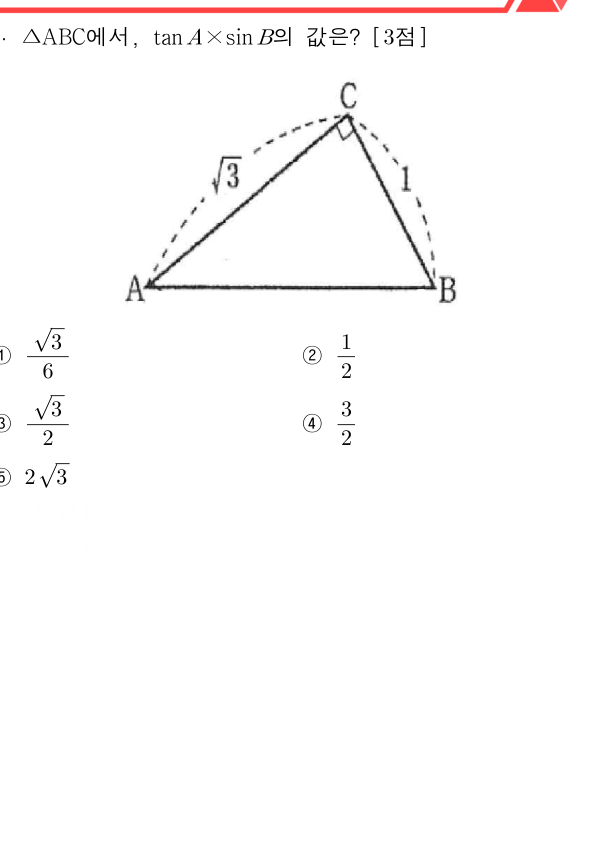 . △ABC에서, tan A×sin B의 값은? [3점]
C
√3
1
A
B
① √3/6
② 1/2
③ √3/2
④ 3/2
⑤ 2√3